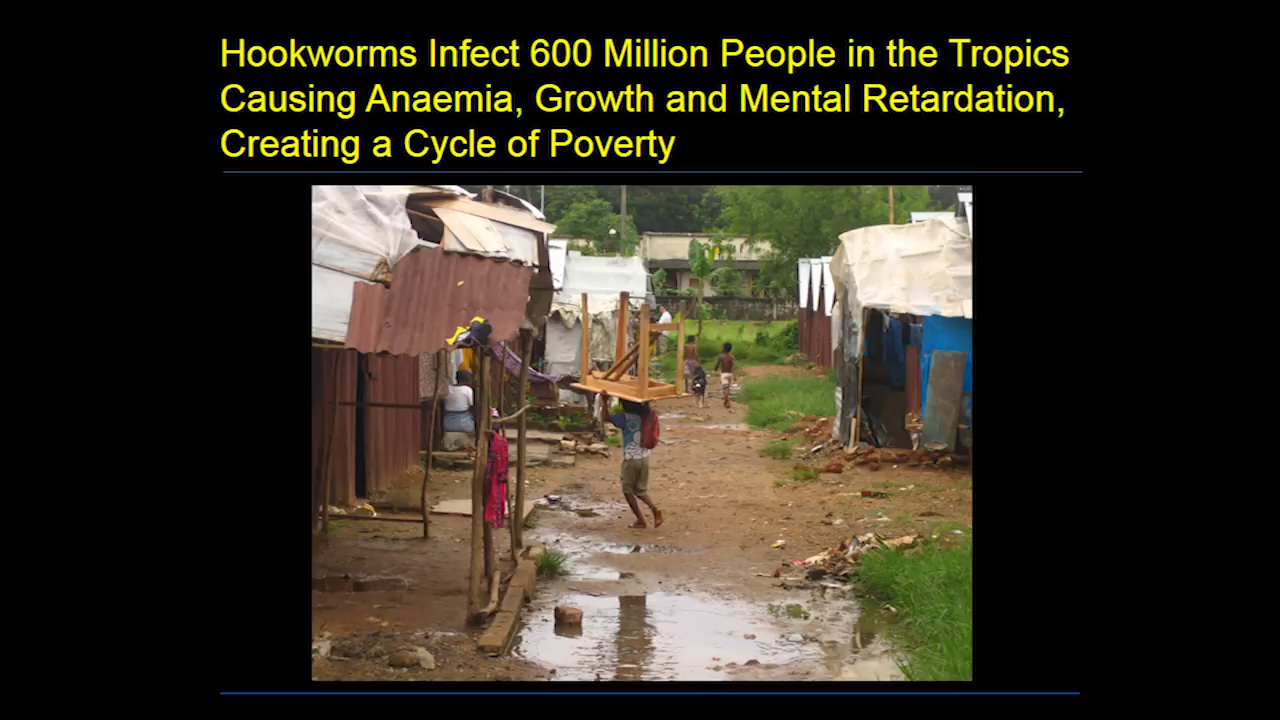 Hookworms Infect 600 Million People in the Tropics
Causing Anaemia, Growth and Mental Retardation,
Creating a Cycle of Poverty